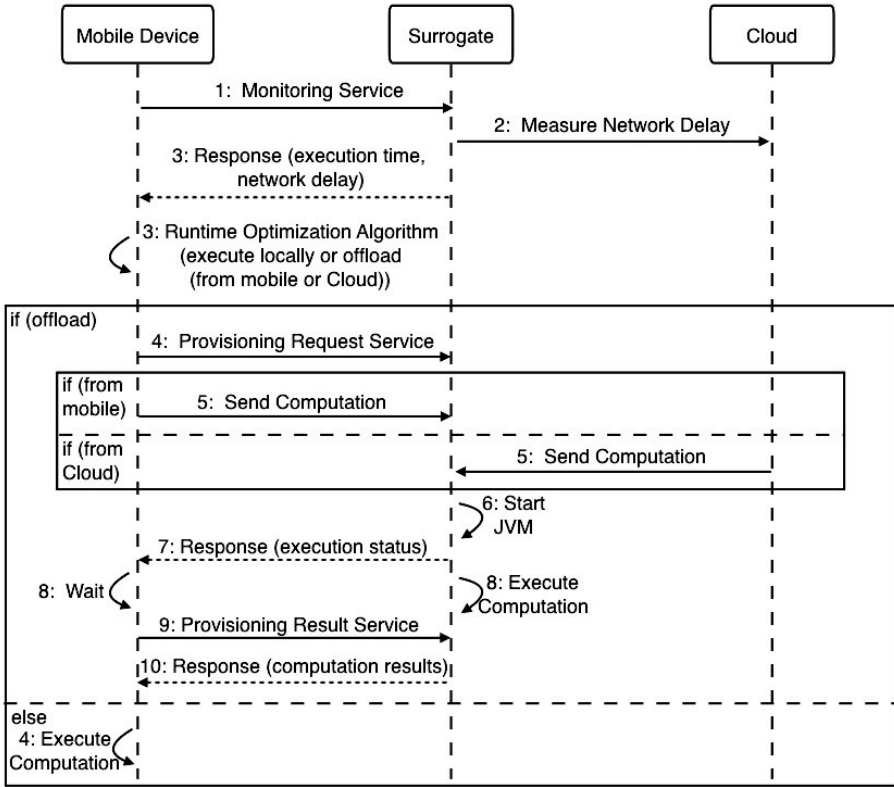 Mobile Device
Surrogate
Cloud
1: Monitoring Service
2: Measure Network Delay
3: Response (execution time,
network delay)
3: Runtime Optimization Algorithm
(execute locally or offload
(from mobile or Cloud))
if (offload)
4: Provisioning Request Service
if (from
mobile)
5: Send Computation
if (from
Cloud)
5: Send Computation
6: Start
JVM
7: Response (execution status)
8: Wait
8: Execute
Computation
9: Provisioning Result Service
10: Response (computation results)
else
4: Execute
Computation